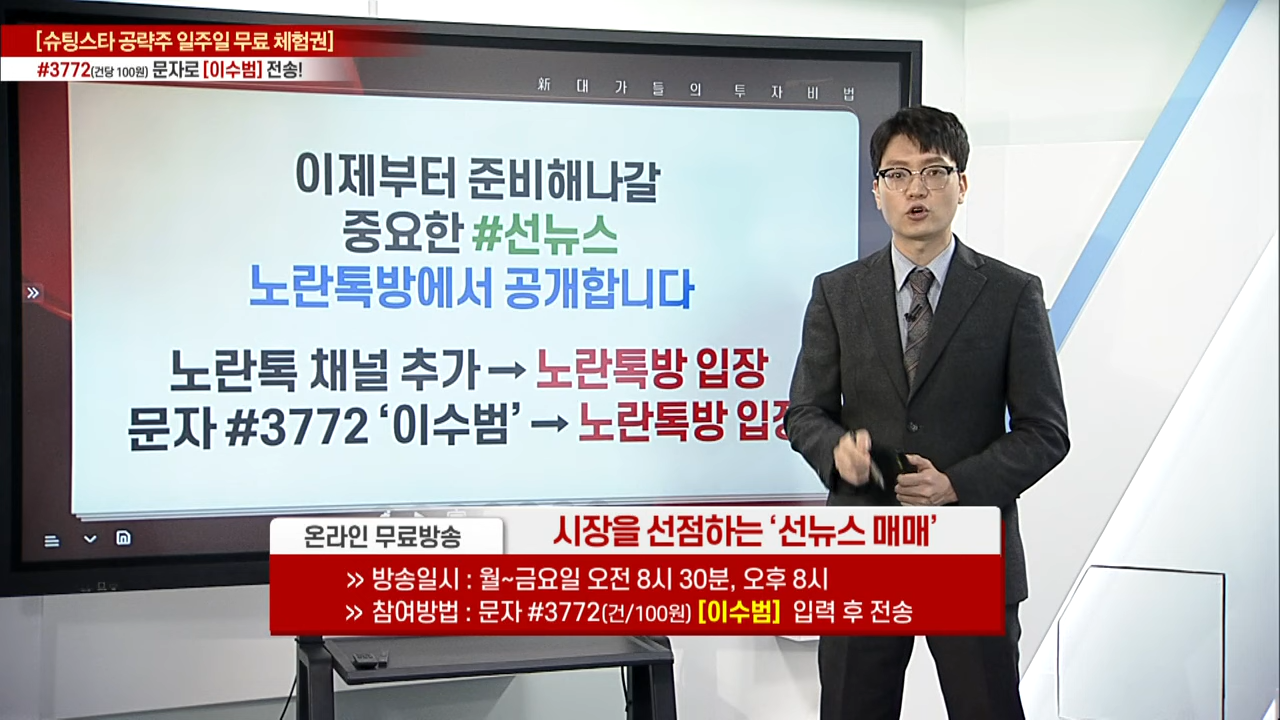 [슈팅스타 공략주 일주일 무료 체험권]
#3772(건당 100원) 문자로 [이수범] 전송!
新대가들의 투자비법
이제부터 준비해나갈
중요한 #선뉴스
노란톡방에서 공개합니다
노란톡 채널 추가 → 노란톡방 입장
문자 #3772 ‘이수범’ → 노란톡방 입장
온라인 무료방송
시장을 선점하는 ‘선뉴스 매매’
» 방송일시 : 월~금요일 오전 8시 30분, 오후 8시
» 참여방법 : 문자 #3772(건/100원) [이수범] 입력 후 전송